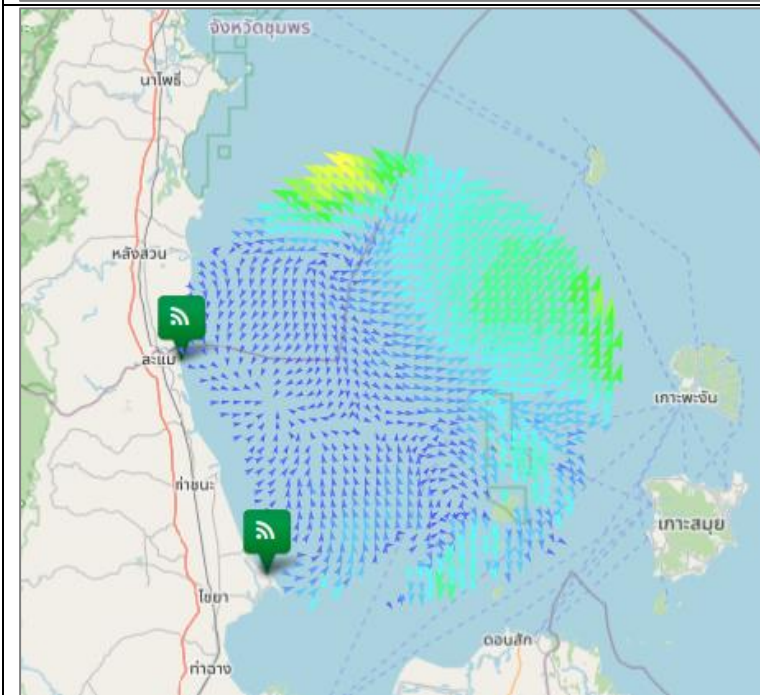 จังหวัดชุมพร
นาโพธิ์
หลังสวน
ละแม
เกาะพะงัน
ท่าชนะ
เกาะสมุย
ไชยา
ดอนสัก
ท่าฉาง